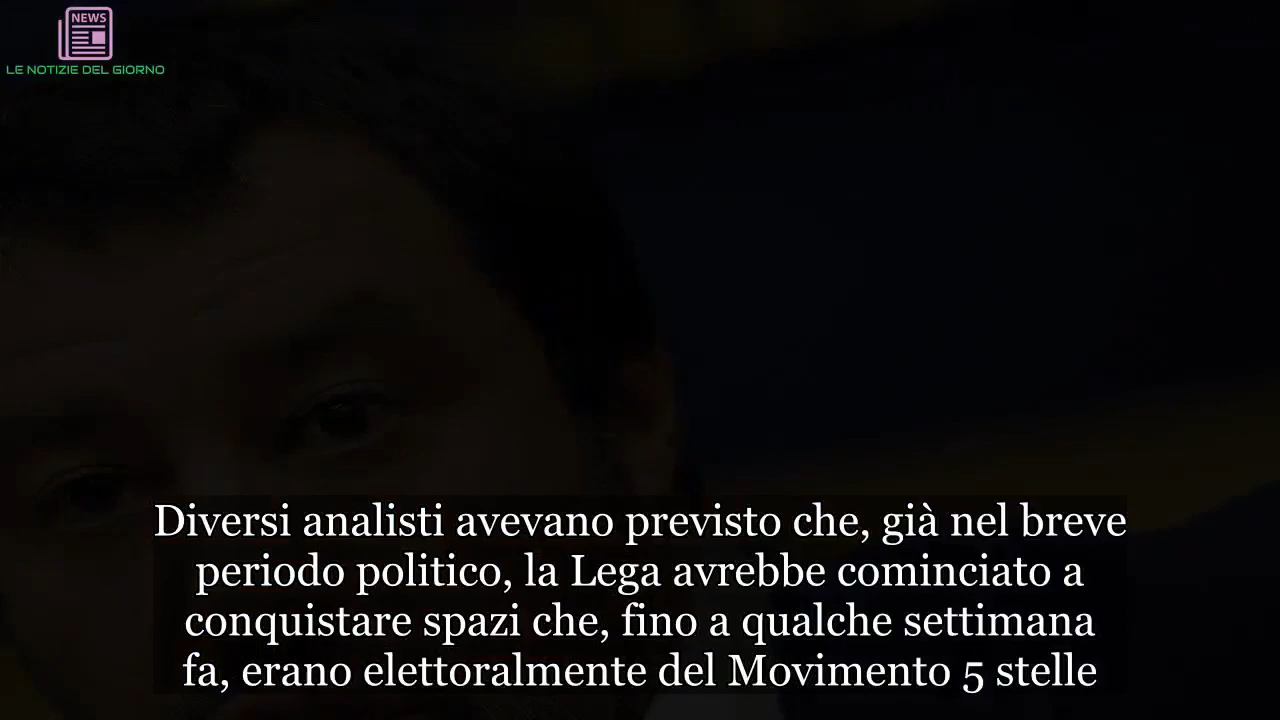 NEWS
LE NOTIZIE DEL GIORNO
Diversi analisti avevano previsto che, già nel breve
periodo politico, la Lega avrebbe cominciato a
conquistare spazi che, fino a qualche settimana
fa, erano elettoralmente del Movimento 5 stelle